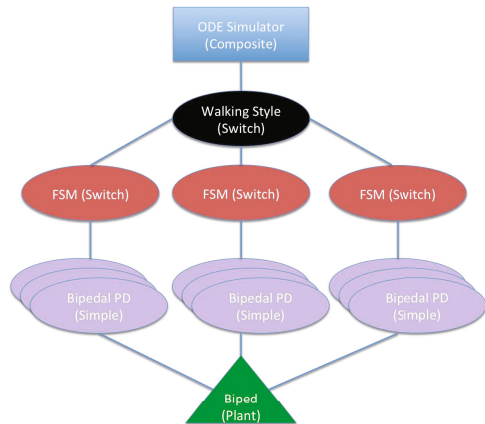 ODE Simulator
(Composite)
Walking Style
(Switch)
FSM (Switch)
FSM (Switch)
FSM (Switch)
Bipedal PD
(Simple)
Bipedal PD
(Simple)
Bipedal PD
(Simple)
Biped
(Plant)